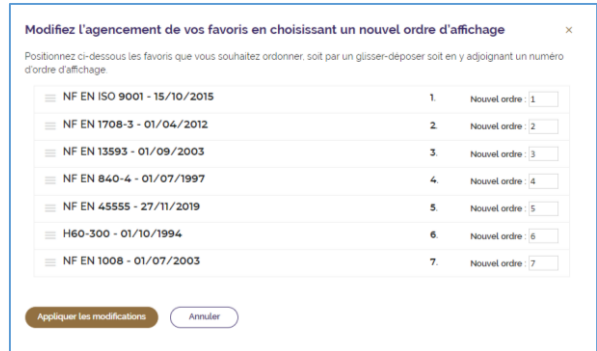 Modifiez l'agencement de vos favoris en choisissant un nouvel ordre d'affichage ×
Positionnez ci-dessous les favoris que vous souhaitez ordonner, soit par un glisser-déposer soit en y adjoignant un numéro
d'ordre d'affichage.
NF EN ISO 9001 - 15/10/2015 1. Nouvel ordre : 1
NF EN 1708-3 - 01/04/2012 2. Nouvel ordre : 2
NF EN 13593 - 01/09/2003 3. Nouvel ordre : 3
NF EN 840-4 - 01/07/1997 4. Nouvel ordre : 4
NF EN 45555 - 27/11/2019 5. Nouvel ordre : 5
H60-300 - 01/10/1994 6. Nouvel ordre : 6
NF EN 1008 - 01/07/2003 7. Nouvel ordre : 7
Appliquer les modifications Annuler